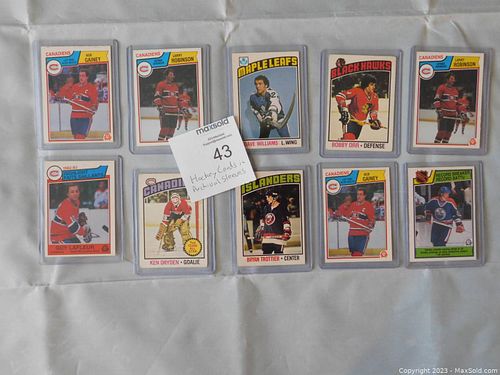 CANADIENS
BOB
GAINEY
CANADIENS
LARRY
ROBINSON
MAPLE LEAFS
DAVE WILLIAMS L. WING
BLACK HAWKS
BOBBY ORR • DEFENSE
CANADIENS
LARRY
ROBINSON
maxsold
43
Hockey Cards in
Archival Sleeves
GUY LAFLEUR
CANADIENS
KEN DRYDEN • GOALIE
ISLANDERS
BRYAN TROTTIER • CENTER
CANADIENS
BOB
GAINEY
RECORD BREAKER
Copyright 2023 - MaxSold.com